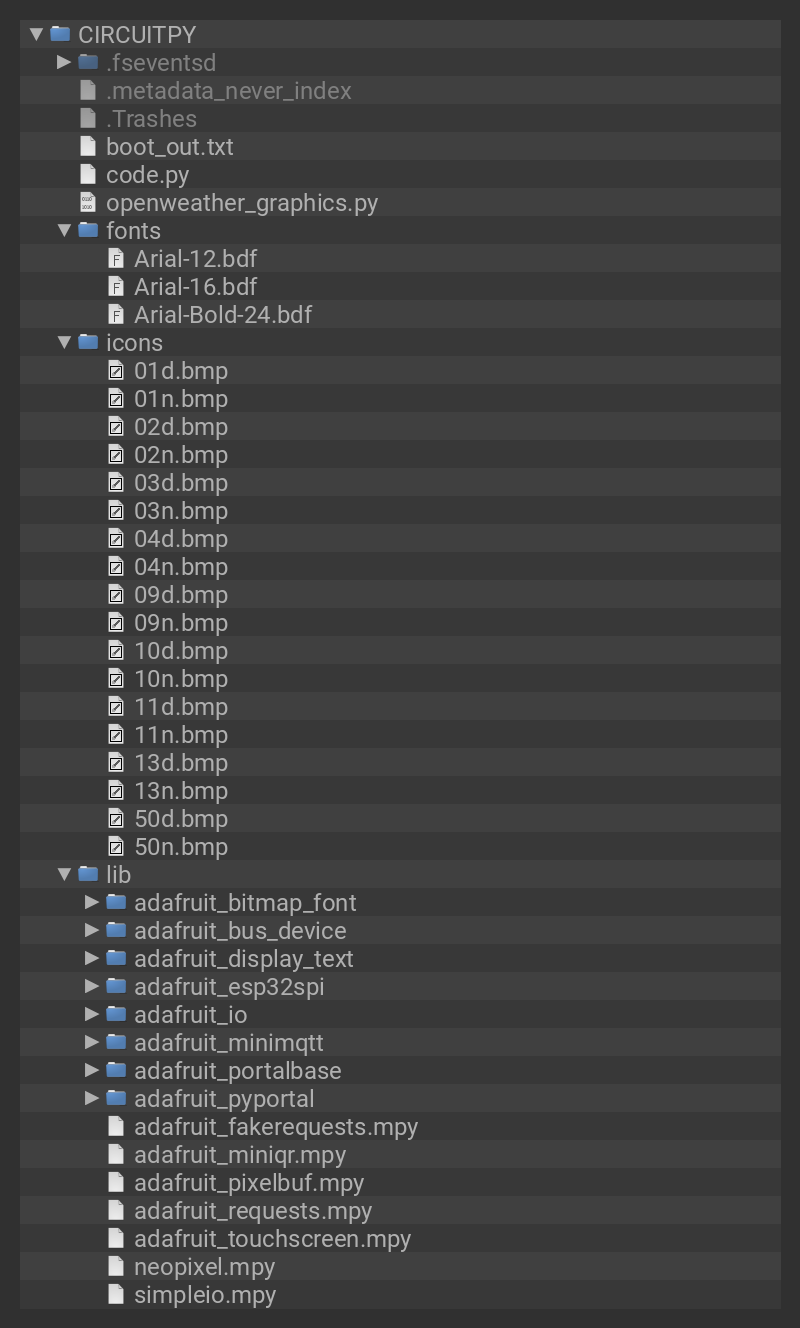 CIRCUITPY
.fseventsd
.metadata_never_index
.Trashes
boot_out.txt
code.py
openweather_graphics.py
fonts
Arial-12.bdf
Arial-16.bdf
Arial-Bold-24.bdf
icons
01d.bmp
01n.bmp
02d.bmp
02n.bmp
03d.bmp
03n.bmp
04d.bmp
04n.bmp
09d.bmp
09n.bmp
10d.bmp
10n.bmp
11d.bmp
11n.bmp
13d.bmp
13n.bmp
50d.bmp
50n.bmp
lib
adafruit_bitmap_font
adafruit_bus_device
adafruit_display_text
adafruit_esp32spi
adafruit_io
adafruit_minimqtt
adafruit_portalbase
adafruit_pyportal
adafruit_fakerequests.mpy
adafruit_miniqr.mpy
adafruit_pixelbuf.mpy
adafruit_requests.mpy
adafruit_touchscreen.mpy
neopixel.mpy
simpleio.mpy